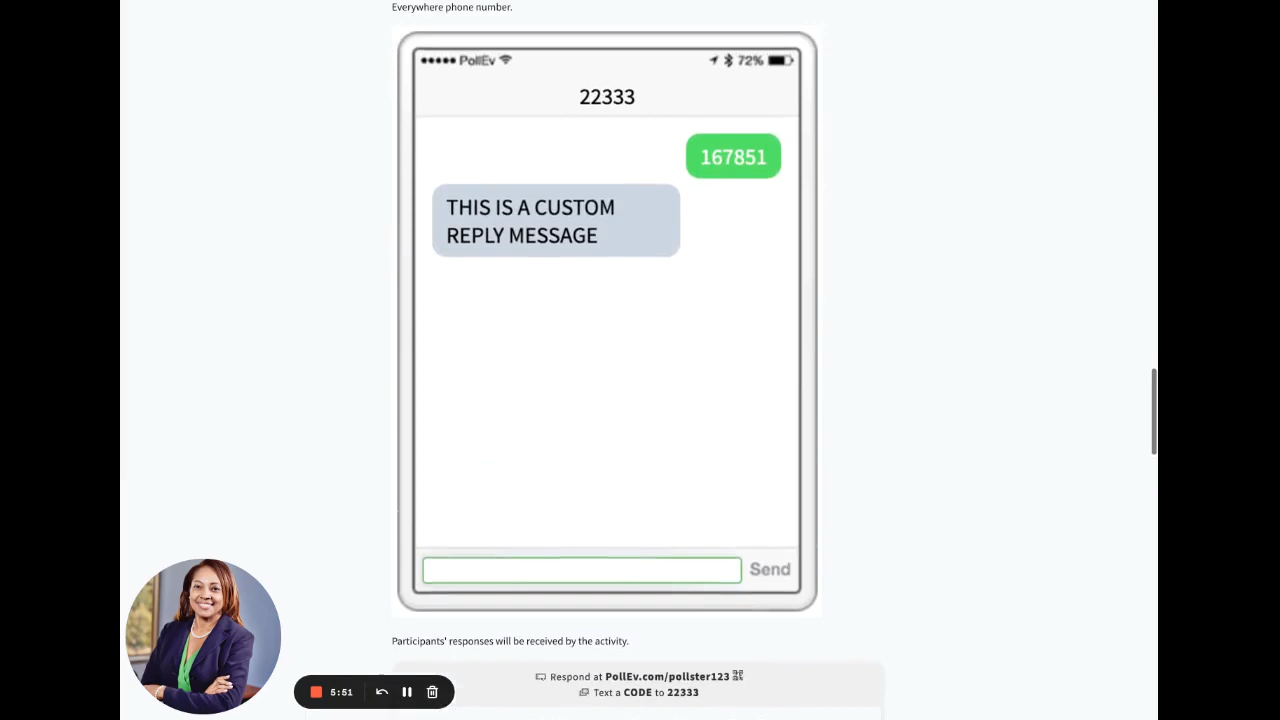 Everywhere phone number.
PollEv
72%
22333
167851
THIS IS A CUSTOM
REPLY MESSAGE
Send
Participants' responses will be received by the activity.
Respond at PollEv.com/pollster123
Text a CODE to 22333
5:51